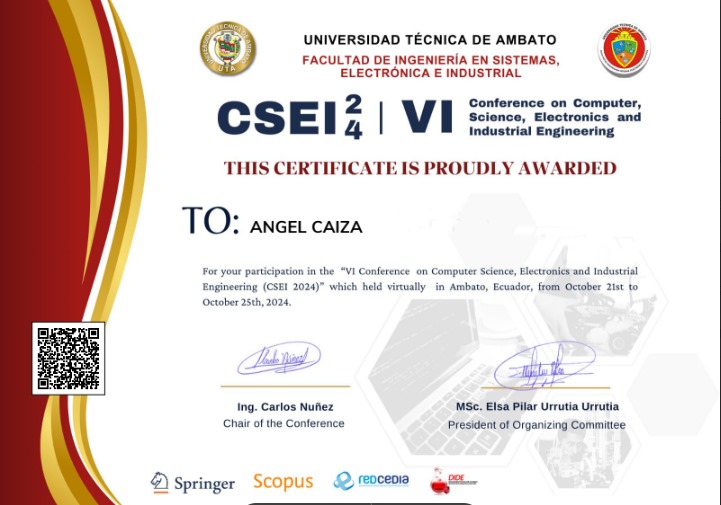 UNIVERSIDAD TÉCNICA DE AMBATO
FACULTAD DE INGENIERÍA EN SISTEMAS,
ELECTRÓNICA E INDUSTRIAL
CSEI 24 | VI Conference on Computer,
Science, Electronics and
Industrial Engineering
THIS CERTIFICATE IS PROUDLY AWARDED
TO: ANGEL CAIZA
For your participation in the "VI Conference on Computer Science, Electronics and Industrial
Engineering (CSEI 2024)" which held virtually in Ambato, Ecuador, from October 21st to
October 25th, 2024.
Ing. Carlos Nuñez
Chair of the Conference
MSc. Elsa Pilar Urrutia Urrutia
President of Organizing Committee
Springer
Scopus
redcedia
DIDE